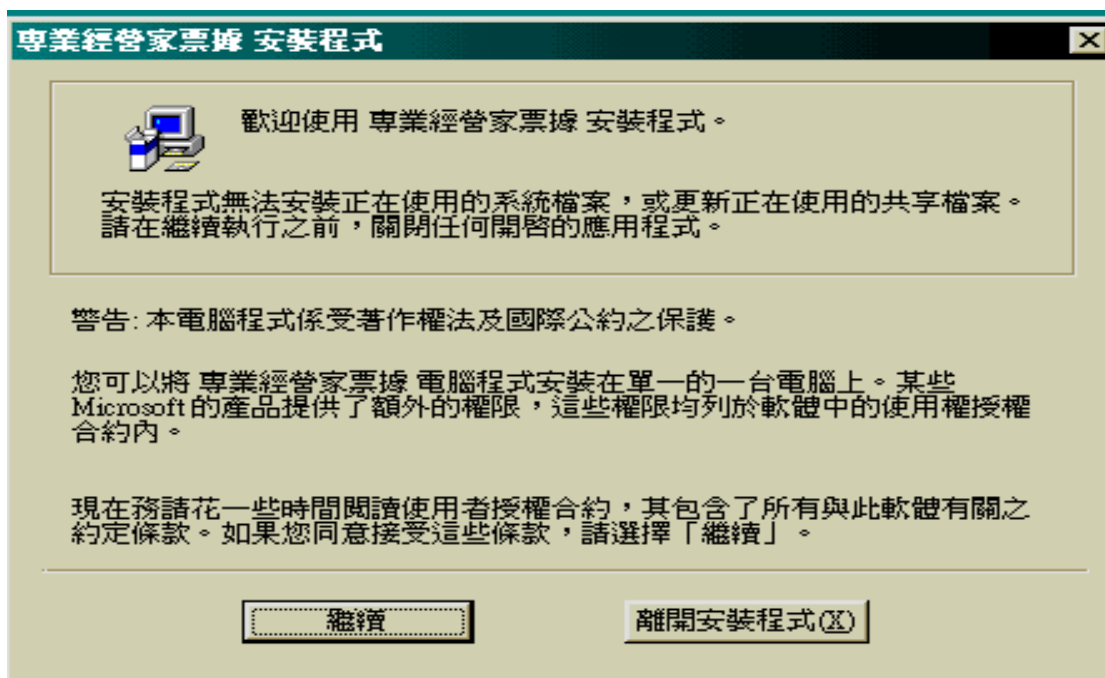 專業經營家票據 安裝程式
歡迎使用 專業經營家票據 安裝程式。
安裝程式無法安裝正在使用的系統檔案，或更新正在使用的共享檔案。
請在繼續執行之前，關閉任何開啓的應用程式。
警告: 本電腦程式係受著作權法及國際公約之保護。
您可以將 專業經營家票據 電腦程式安裝在單一的一台電腦上。某些
Microsoft 的產品提供了額外的權限，這些權限均列於軟體中的使用權授權
合約內。
現在務請花一些時間閱讀使用者授權合約，其包含了所有與此軟體有關之
約定條款。如果您同意接受這些條款，請選擇「繼續」。
繼續
離開安裝程式(X)